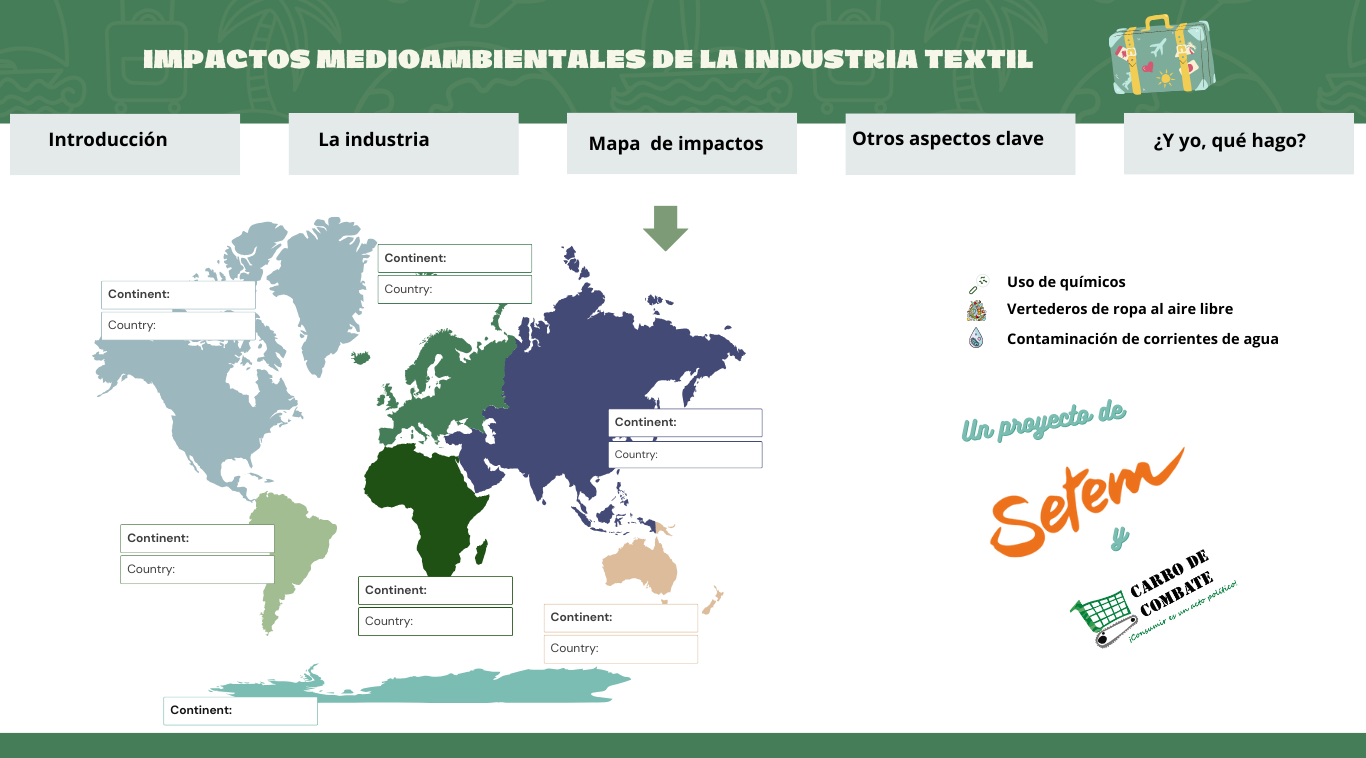 IMPACTOS MEDIOAMBIENTALES DE LA INDUSTRIA TEXTIL
Introducción
La industria
Mapa de impactos
Otros aspectos clave
¿Y yo, qué hago?
Continent:
Country:
Continent:
Country:
Continent:
Country:
Continent:
Country:
Continent:
Country:
Continent:
Country:
Continent:
Uso de químicos
Vertederos de ropa al aire libre
Contaminación de corrientes de agua
Un proyecto de
Setem
y
CARRO DE
COMBATE
¡Consumir es un acto político!